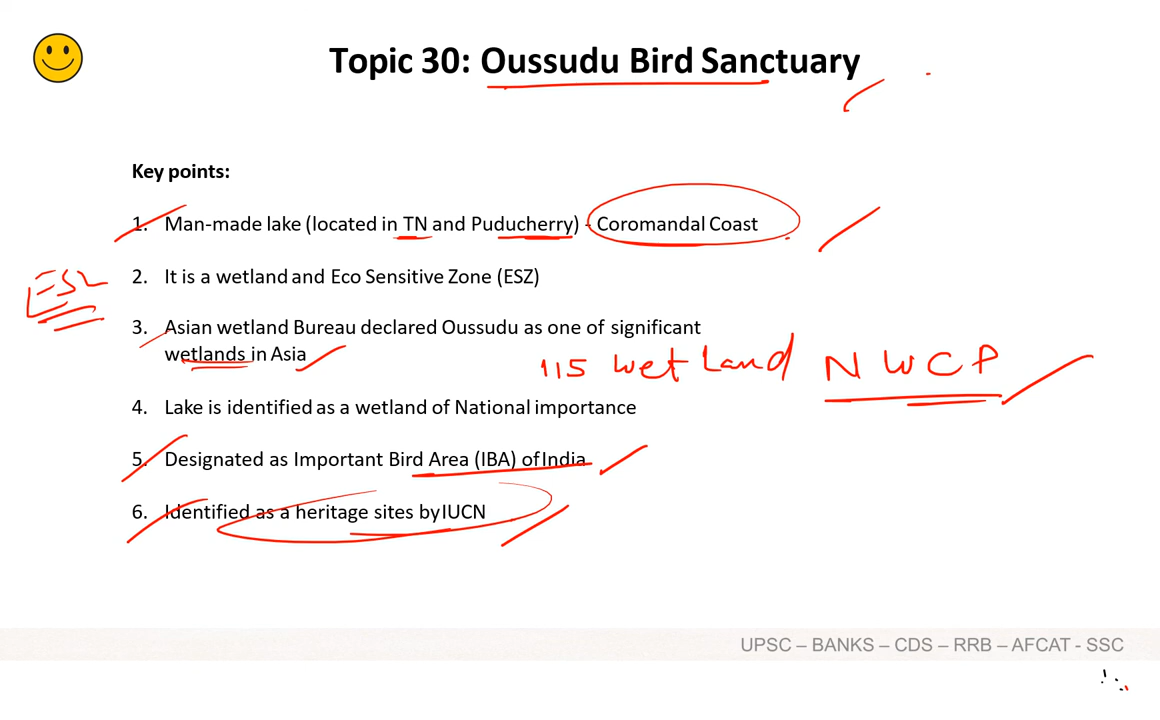 Topic 30: Oussudu Bird Sanctuary
Key points:
1. Man-made lake (located in TN and Puducherry) - Coromandal Coast
2. It is a wetland and Eco Sensitive Zone (ESZ)
ESZ
3. Asian wetland Bureau declared Oussudu as one of significant
wetlands in Asia
115 wetland NWCP
4. Lake is identified as a wetland of National importance
5. Designated as Important Bird Area (IBA) of India
6. Identified as a heritage sites by IUCN
UPSC – BANKS – CDS – RRB – AFCAT - SSC